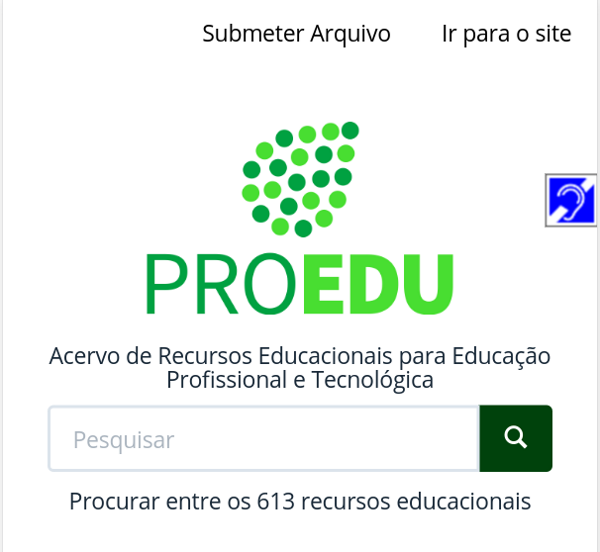 Submeter Arquivo Ir para o site
PROEDU
Acervo de Recursos Educacionais para Educação
Profissional e Tecnológica
Pesquisar
Procurar entre os 613 recursos educacionais